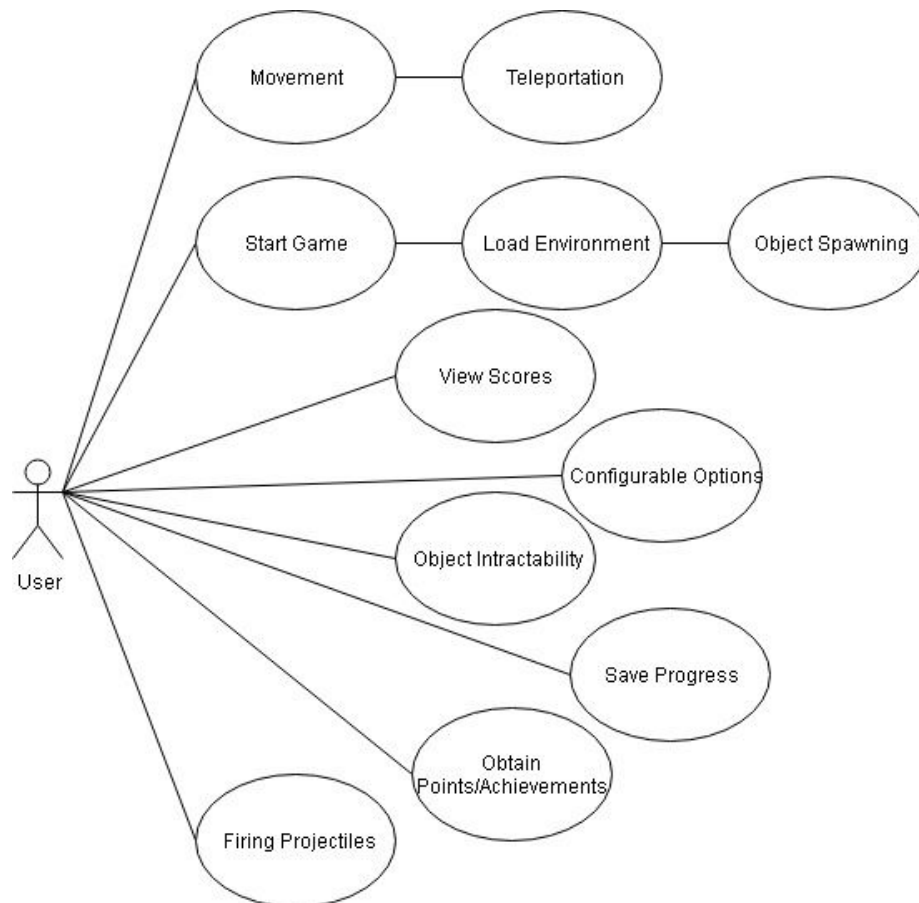 Movement
Teleportation
Start Game
Load Environment
Object Spawning
View Scores
Configurable Options
Object Intractability
User
Save Progress
Obtain
Points/Achievements
Firing Projectiles